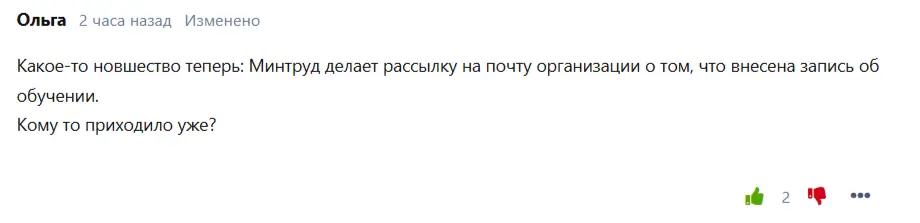 Ольга 2 часа назад Изменено
Какое-то новшество теперь: Минтруд делает рассылку на почту организации о том, что внесена запись об
обучении.
Кому то приходило уже?
2